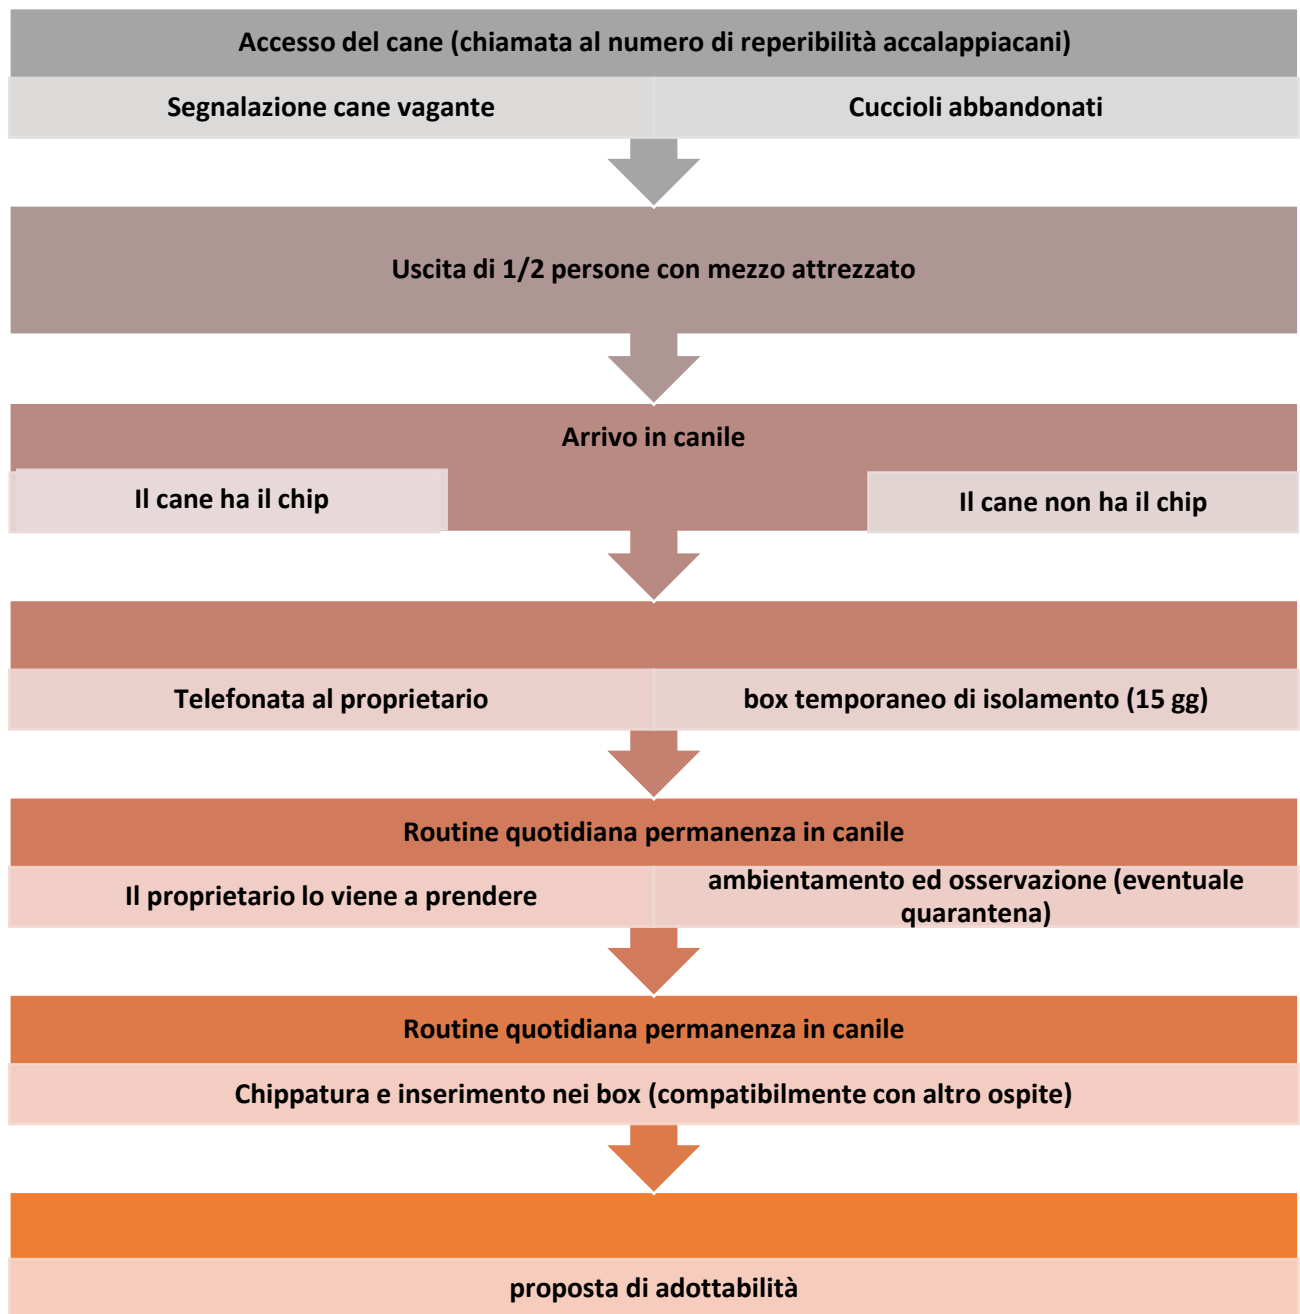 Accesso del cane (chiamata al numero di reperibilità accalappiacani)
Segnalazione cane vagante
Cuccioli abbandonati
Uscita di 1/2 persone con mezzo attrezzato
Arrivo in canile
Il cane ha il chip
Il cane non ha il chip
Telefonata al proprietario
box temporaneo di isolamento (15 gg)
Routine quotidiana permanenza in canile
Il proprietario lo viene a prendere
ambientamento ed osservazione (eventuale
quarantena)
Routine quotidiana permanenza in canile
Chippatura e inserimento nei box (compatibilmente con altro ospite)
proposta di adottabilità